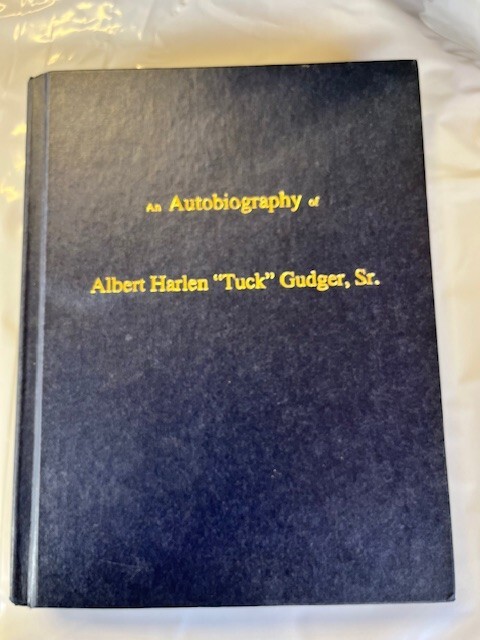 An Autobiography of
Albert Harlen “Tuck” Gudger, Sr.